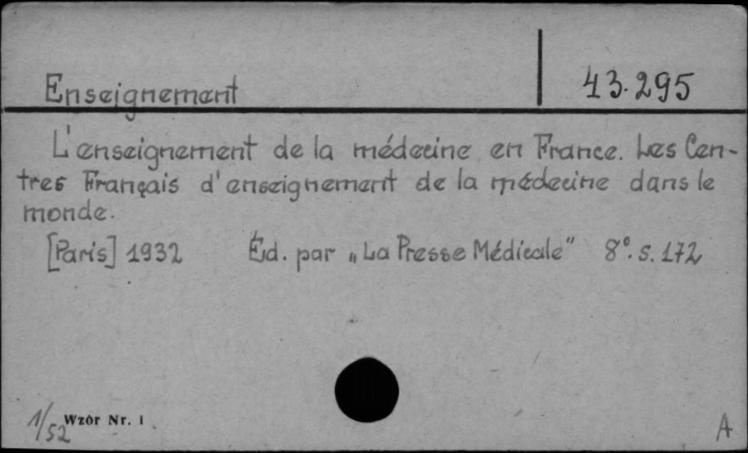 Enseignement 43.295
L'enseignement de la médecine en France. Les Cen-
tres Français d'enseignement de la médecine dans le
monde.
[Paris] 1932 Éd. par „La Presse Médicale" 8°. s. 172
1/52 Wzór Nr. 1 A